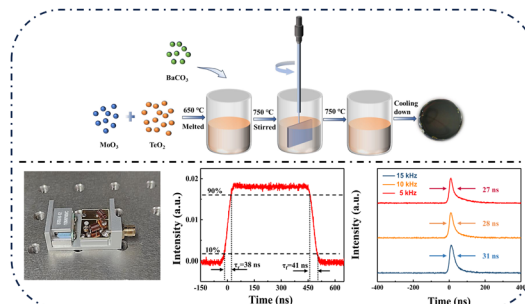 BaCO3
650 ℃
Melted
750 ℃
Stirred
750 ℃
Cooling
down
MoO3
TeO2
Intensity (a.u.)
0.02
0.01
0.00
90%
10%
τr=38 ns
τf=41 ns
-150
0
150
300
450
600
Time (ns)
Intensity (a.u.)
15 kHz
10 kHz
5 kHz
27 ns
28 ns
31 ns
-400
-200
0
200
400
Time (ns)